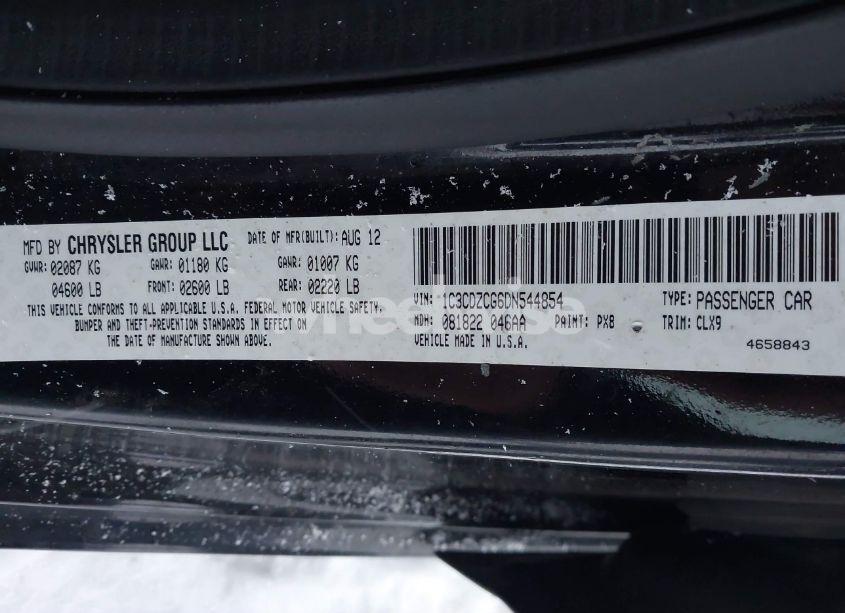 MFD BY CHRYSLER GROUP LLC DATE OF MFR(BUILT): AUG 12
GVWR: 02087 KG GAWR: 01180 KG GAWR: 01007 KG
04600 LB FRONT: 02600 LB REAR: 02220 LB
THIS VEHICLE CONFORMS TO ALL APPLICABLE U.S.A. FEDERAL MOTOR VEHICLE SAFETY,
BUMPER AND THEFT-PREVENTION STANDARDS IN EFFECT ON
THE DATE OF MANUFACTURE SHOWN ABOVE.
VIN: 1C3CDZCG6DN544854 TYPE: PASSENGER CAR
MDH: 081822 046AA PAINT: PX8 TRIM: CLX9
VEHICLE MADE IN U.S.A. 4658843